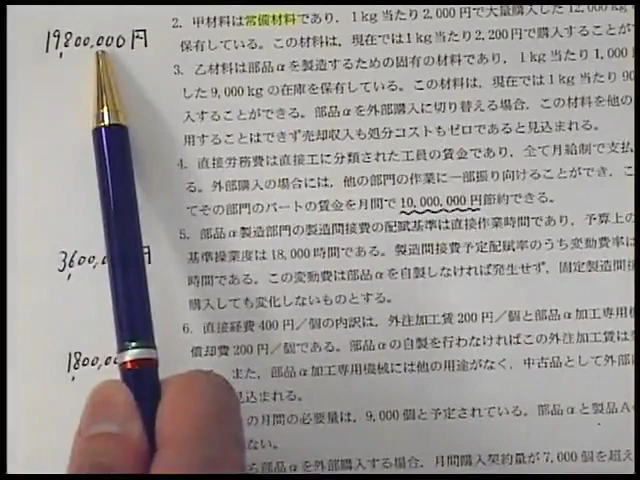 19,800,000円
2. 甲材料は常備材料であり，1kg当たり2,000円で大量購入した12,000kg
保有している。この材料は，現在では1kg当たり2,200円で購入することが
3. 乙材料は部品αを製造するための固有の材料であり，1kg当たり1,000
した9,000kgの在庫を保有している。この材料は，現在では1kg当たり90
入することができる。部品αを外部購入に切り替える場合，この材料を他の
用することはできず売却収入も処分コストもゼロであると見込まれる。
4. 直接労務費は直接工に分類された工員の賃金であり，全て月給制で支払
る。外部購入の場合には，他の部門の作業に一部振り向けることができ，こ
てその部門のパートの賃金を月間で10,000,000円節約できる。
5. 部品α製造部門の製造間接費の配賦基準は直接作業時間であり，予算上の
基準操業度は18,000時間である。製造間接費予定配賦率のうち変動費率は
3600,
円
時間である。この変動費は部品αを自製しなければ発生せず，固定製造間接
購入しても変化しないものとする。
6. 直接経費400円／個の内訳は，外注加工賃200円／個と部品α加工専用機
1800,
償却費200円／個である。部品αの自製を行わなければこの外注加工賃は
また，部品α加工専用機械には他の用途がなく，中古品として外部
見込まれる。
の月間の必要量は，9,000個と予定されている。部品αと製品A
ない。
部品αを外部購入する場合，月間購入契約量が7,000個を超え